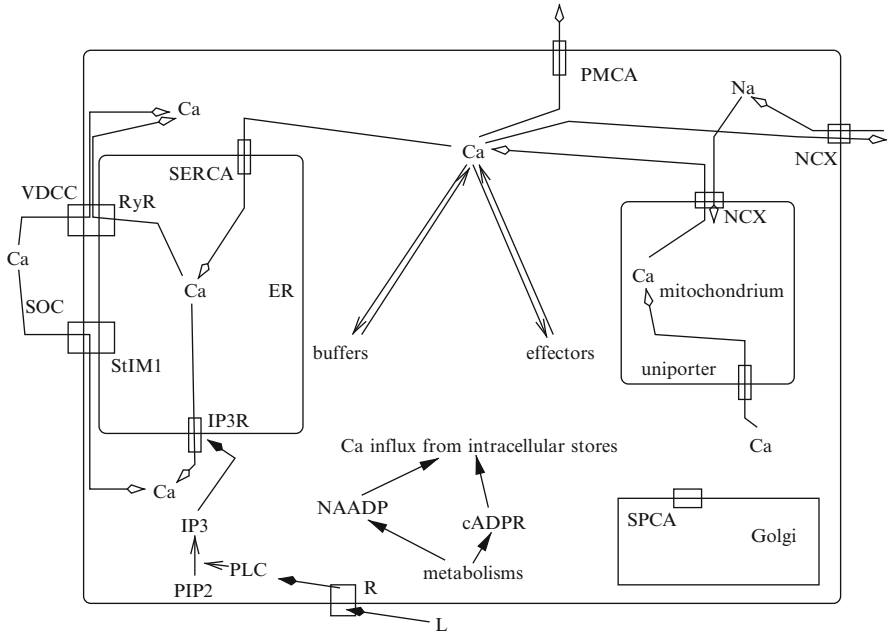 PMCA
Na
Ca
Ca
NCX
SERCA
VDCC
RyR
NCX
Ca
Ca
Ca
ER
mitochondrium
SOC
buffers
effectors
StIM1
uniporter
IP3R
Ca influx from intracellular stores
Ca
Ca
NAADP
cADPR
SPCA
Golgi
IP3
PLC
metabolisms
PIP2
R
L